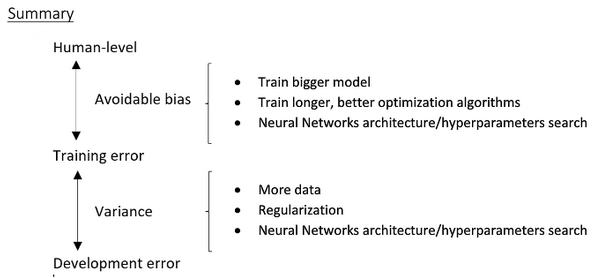 Summary
Human-level
Avoidable bias
• Train bigger model
• Train longer, better optimization algorithms
• Neural Networks architecture/hyperparameters search
Training error
Variance
• More data
• Regularization
• Neural Networks architecture/hyperparameters search
Development error